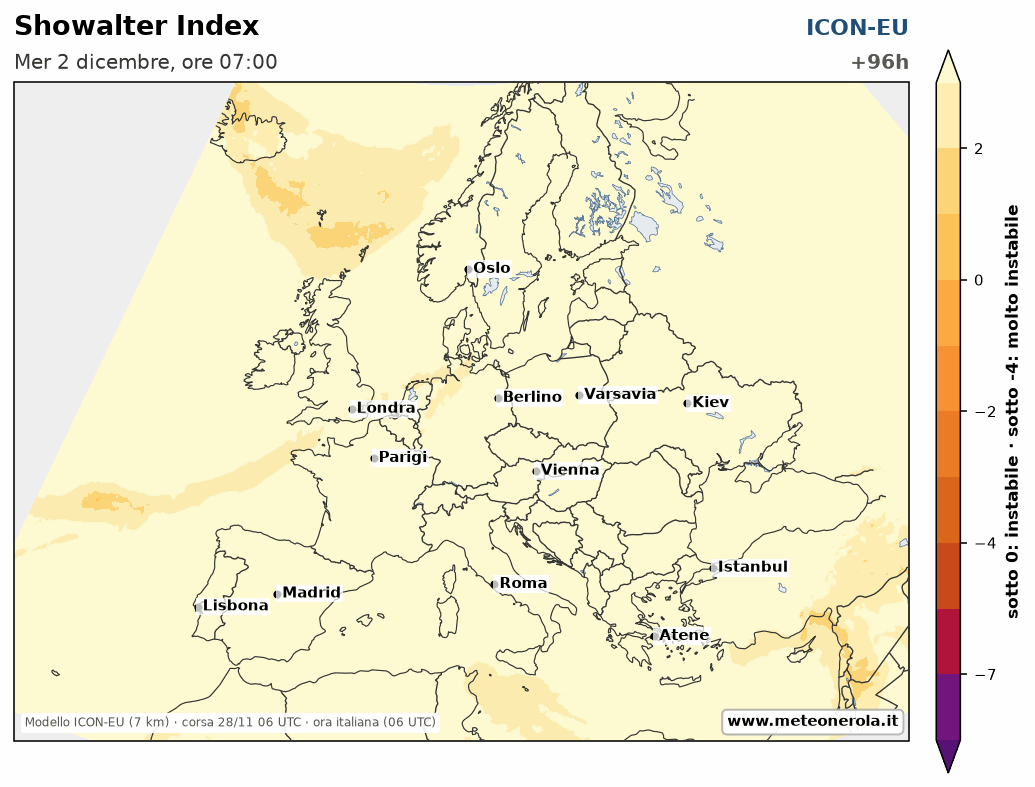 Showalter Index
ICON-EU
Mer 2 dicembre, ore 07:00
+96h
Oslo
Berlino
Varsavia
Kiev
Londra
Parigi
Vienna
Istanbul
Roma
Madrid
Lisbona
Atene
2
0
−2
−4
−7
sotto 0: instabile · sotto -4: molto instabile
Modello ICON-EU (7 km) · corsa 28/11 06 UTC · ora italiana (06 UTC)
www.meteonerola.it